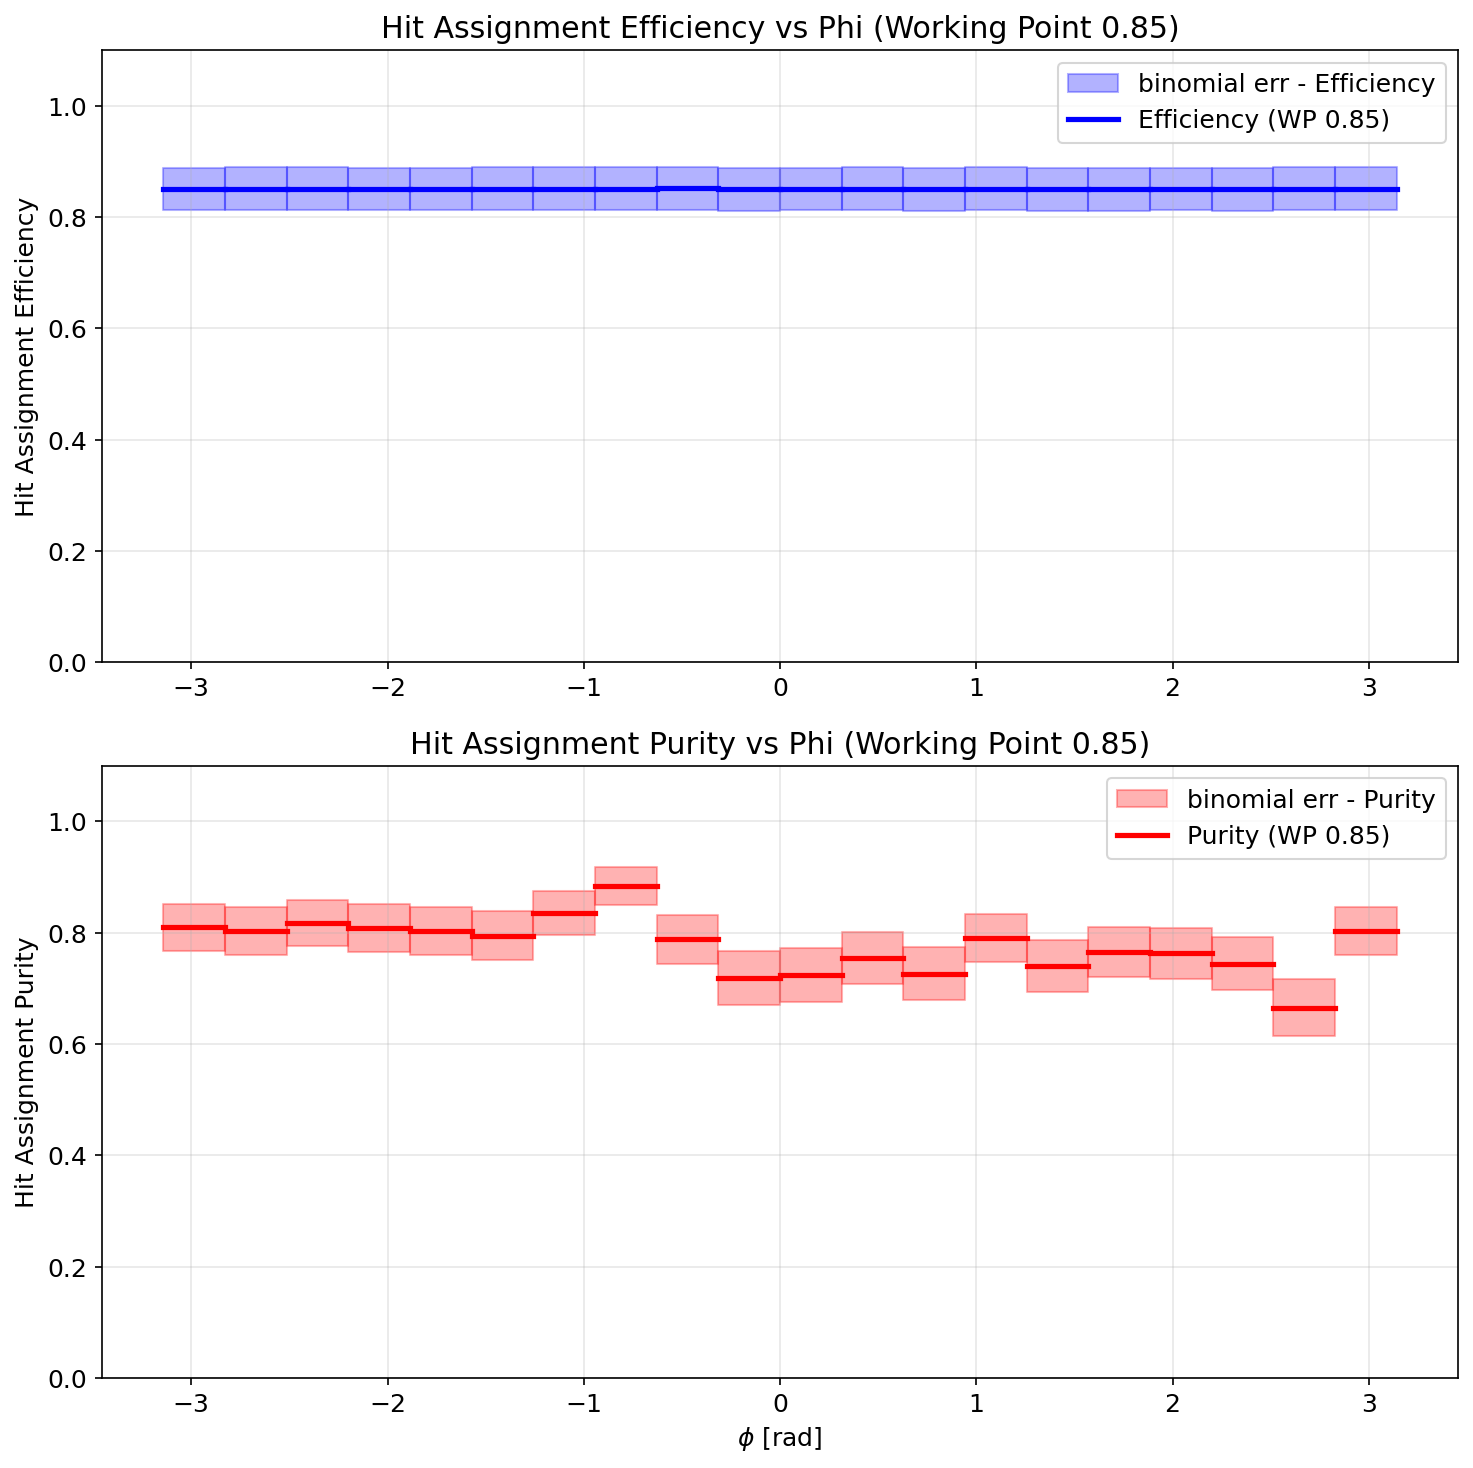 Hit Assignment Efficiency vs Phi (Working Point 0.85)
binomial err - Efficiency
Efficiency (WP 0.85)
Hit Assignment Efficiency
1.0
0.8
0.6
0.4
0.2
0.0
−3 −2 −1 0 1 2 3
Hit Assignment Purity vs Phi (Working Point 0.85)
binomial err - Purity
Purity (WP 0.85)
Hit Assignment Purity
1.0
0.8
0.6
0.4
0.2
0.0
−3 −2 −1 0 1 2 3
ϕ [rad]